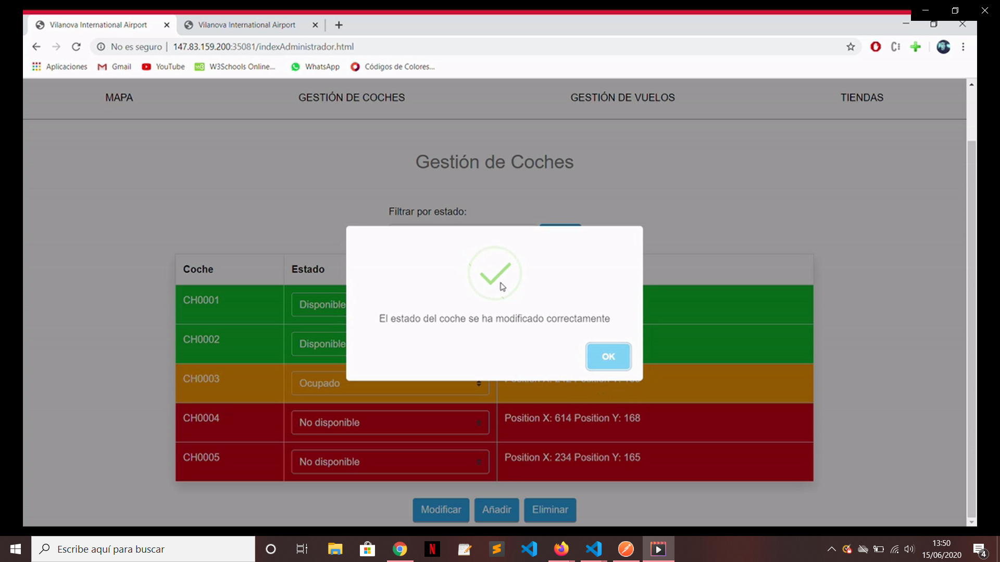 Vilanova International Airport
Vilanova International Airport
No es seguro | 147.83.159.200:35081/indexAdministrador.html
Aplicaciones Gmail YouTube W3Schools Online... WhatsApp Códigos de Colores...
MAPA GESTIÓN DE COCHES GESTIÓN DE VUELOS TIENDAS
Gestión de Coches
Filtrar por estado:
Coche Estado
CH0001 Disponible
CH0002 Disponible
El estado del coche se ha modificado correctamente
OK
CH0003 Ocupado
CH0004 No disponible Position X: 614 Position Y: 168
CH0005 No disponible Position X: 234 Position Y: 165
Modificar Añadir Eliminar
Escribe aquí para buscar
13:50
15/06/2020
4